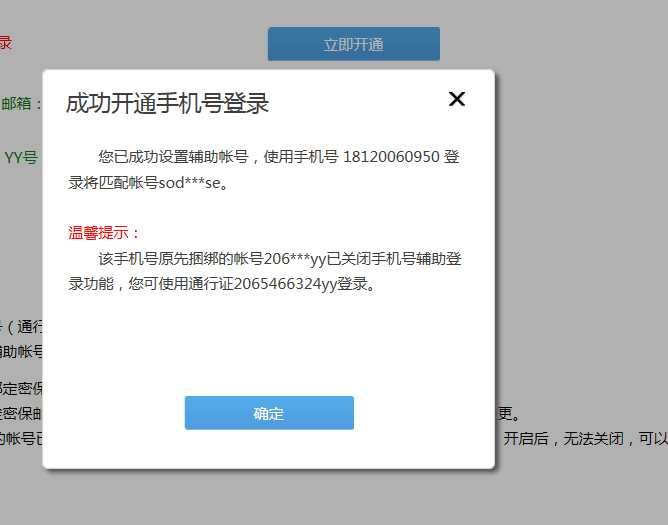 录
立即开通
成功开通手机号登录
邮箱：
您已成功设置辅助帐号，使用手机号 18120060950 登
YY号
录将匹配帐号sod***se。
温馨提示：
该手机号原先捆绑的帐号206***yy已关闭手机号辅助登
录功能，您可使用通行证2065466324yy登录。
号（通行
辅助帐号
绑定密保
定密保邮
更。
确定
的帐号已
开启后，无法关闭，可以